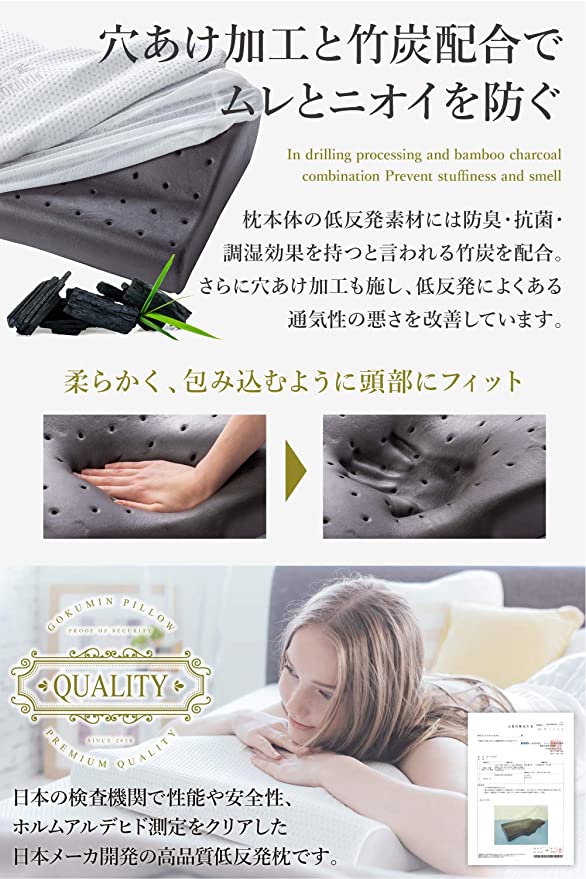 穴あけ加工と竹炭配合で
ムレとニオイを防ぐ
In drilling processing and bamboo charcoal
combination Prevent stuffiness and smell
枕本体の低反発素材には防臭・抗菌・
調湿効果を持つと言われる竹炭を配合。
さらに穴あけ加工も施し、低反発によくある
通気性の悪さを改善しています。
柔らかく、包み込むように頭部にフィット
GOKUMIN PILLOW
PROOF OF SECURITY
QUALITY
SINCE 2018
PREMIUM QUALITY
日本の検査機関で性能や安全性、
ホルムアルデヒド測定をクリアした
日本メーカ開発の高品質低反発枕です。